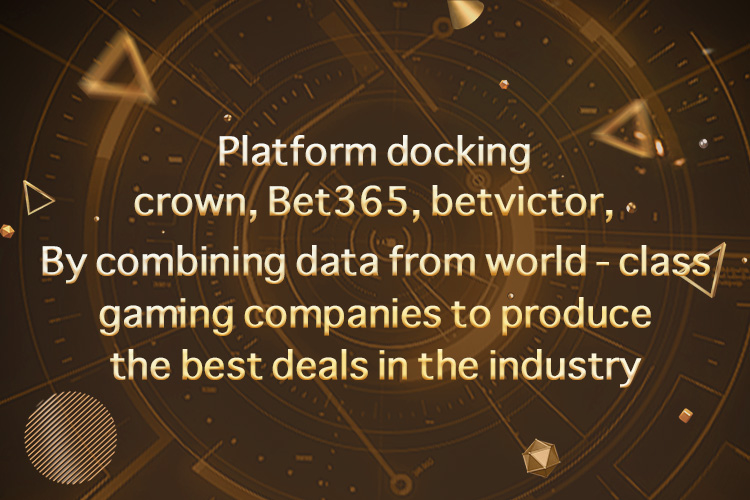 Platform docking
crown, Bet365, betvictor,
By combining data from world - class
gaming companies to produce
the best deals in the industry